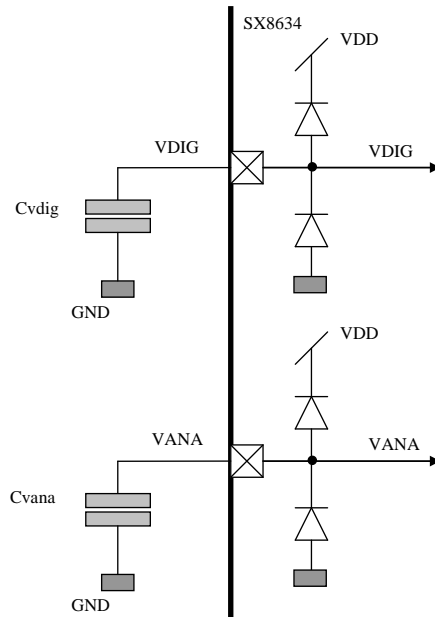 SX8634
VDD
VDIG
VDIG
Cvdig
GND
VDD
VANA
VANA
Cvana
GND